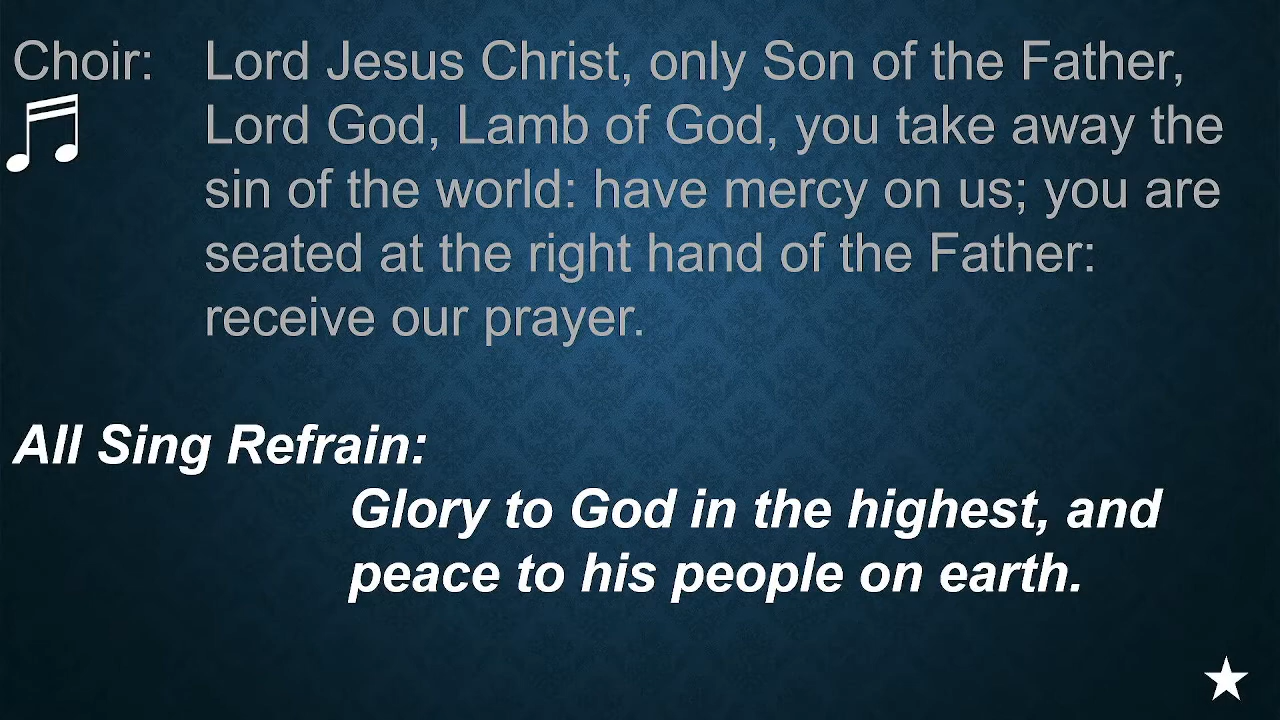 Choir: Lord Jesus Christ, only Son of the Father,
Lord God, Lamb of God, you take away the
sin of the world: have mercy on us; you are
seated at the right hand of the Father:
receive our prayer.
All Sing Refrain:
Glory to God in the highest, and
peace to his people on earth.